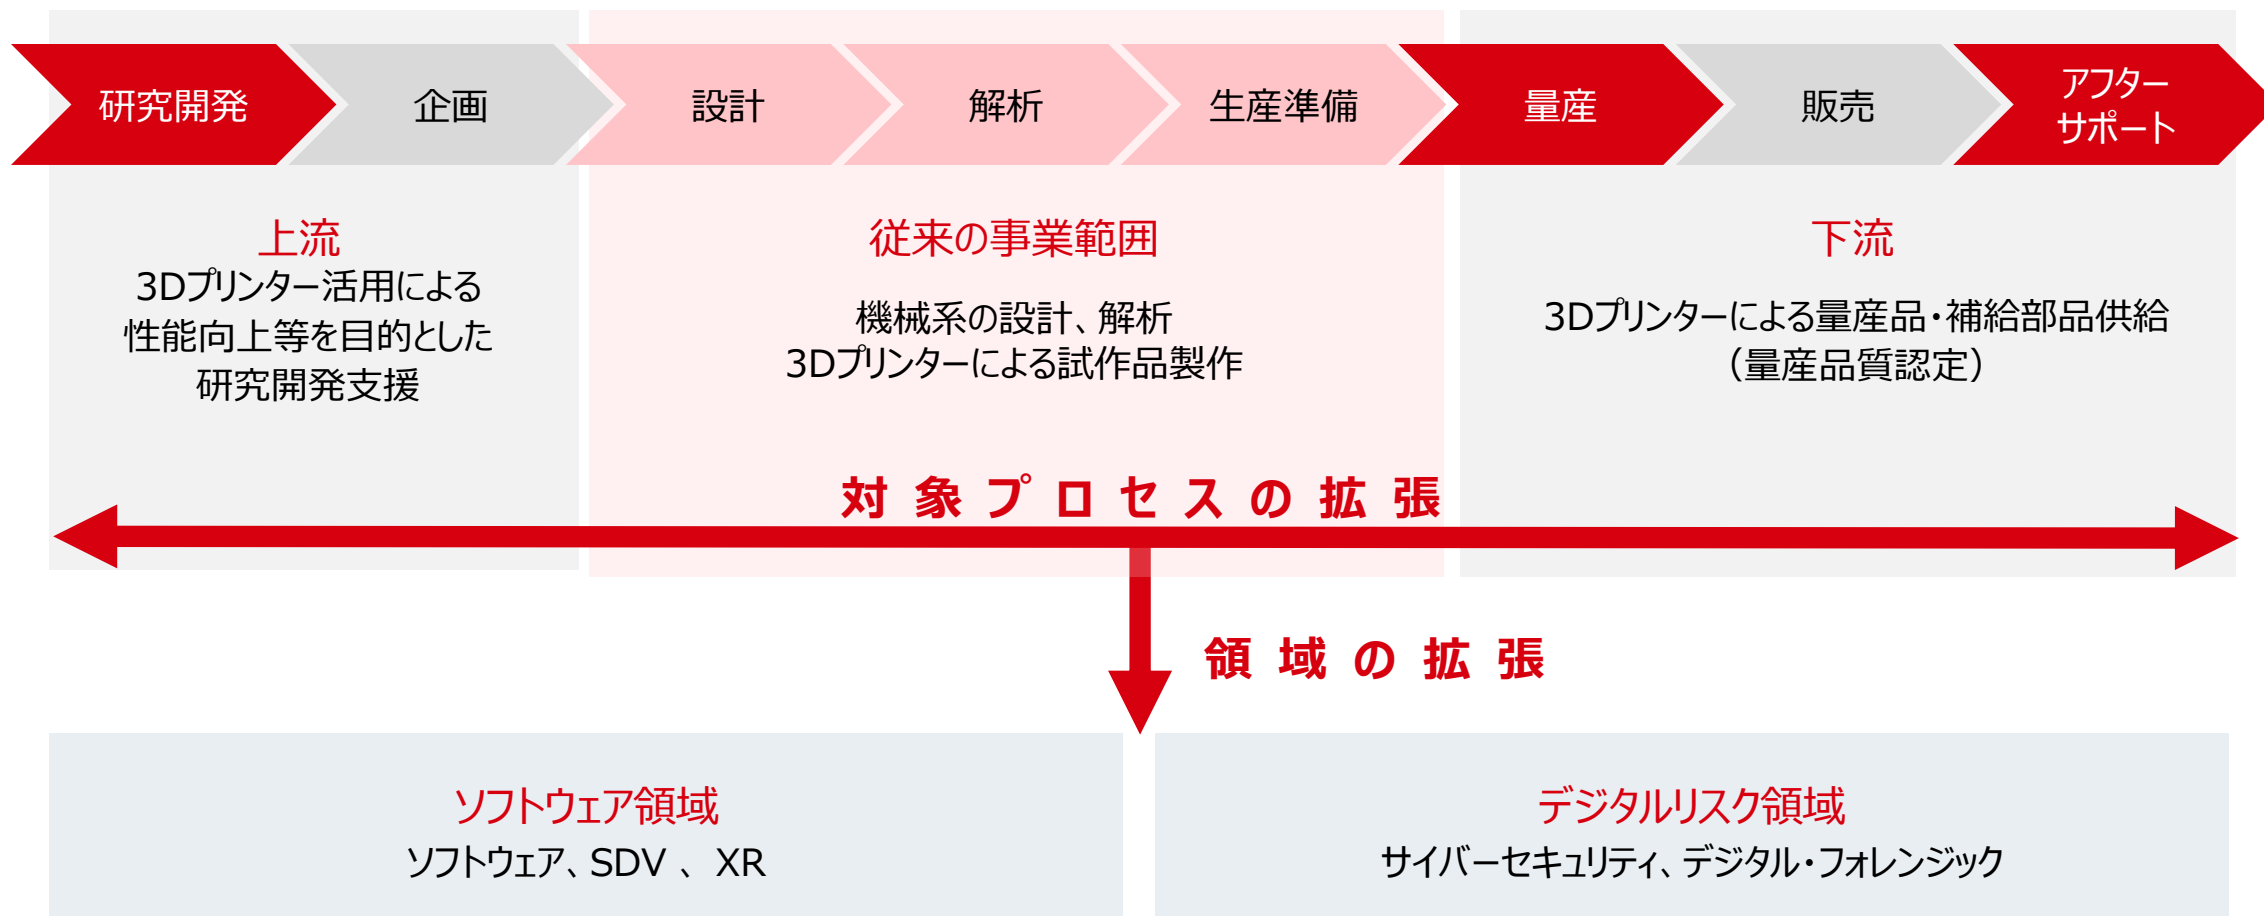 研究開発
企画
設計
解析
生産準備
量産
販売
アフター
サポート
上流
3Dプリンター活用による
性能向上等を目的とした
研究開発支援
従来の事業範囲
機械系の設計、解析
3Dプリンターによる試作品製作
下流
3Dプリンターによる量産品・補給部品供給
（量産品質認定）
対象プロセスの拡張
領域の拡張
ソフトウェア領域
ソフトウェア、SDV 、 XR
デジタルリスク領域
サイバーセキュリティ、デジタル・フォレンジック